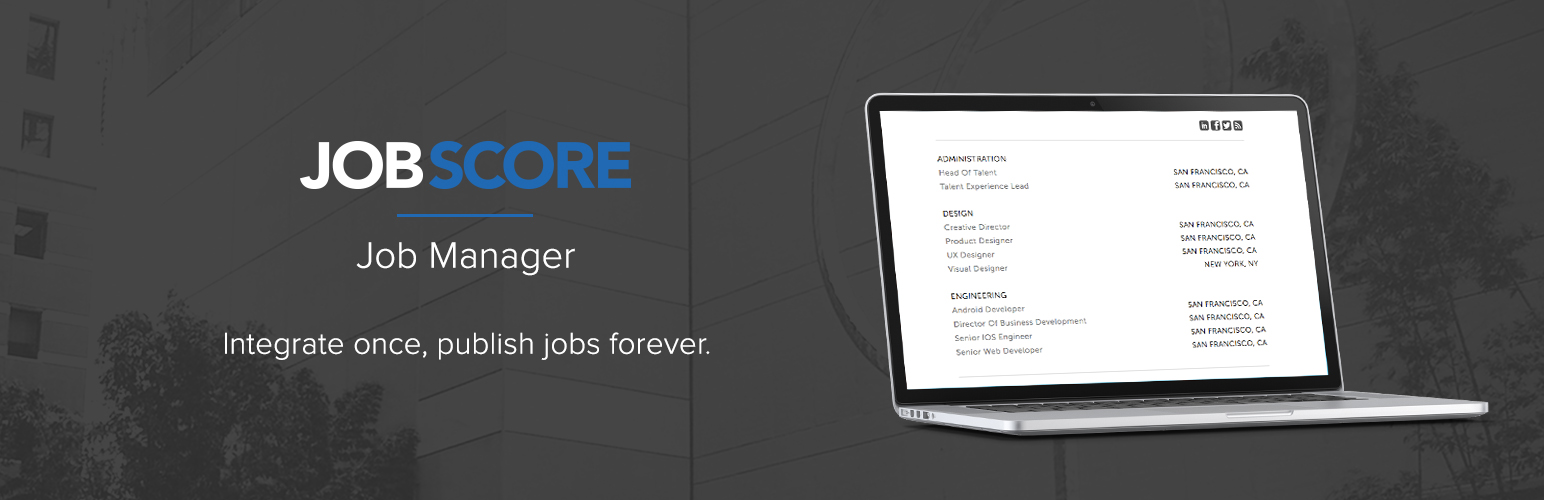 JOBSCORE
Job Manager
Integrate once, publish jobs forever.
ADMINISTRATION
Head Of Talent SAN FRANCISCO, CA
Talent Experience Lead SAN FRANCISCO, CA
DESIGN
Creative Director SAN FRANCISCO, CA
Product Designer SAN FRANCISCO, CA
UX Designer SAN FRANCISCO, CA
Visual Designer NEW YORK, NY
ENGINEERING
Android Developer SAN FRANCISCO, CA
Director Of Business Development SAN FRANCISCO, CA
Senior IOS Engineer SAN FRANCISCO, CA
Senior Web Developer SAN FRANCISCO, CA